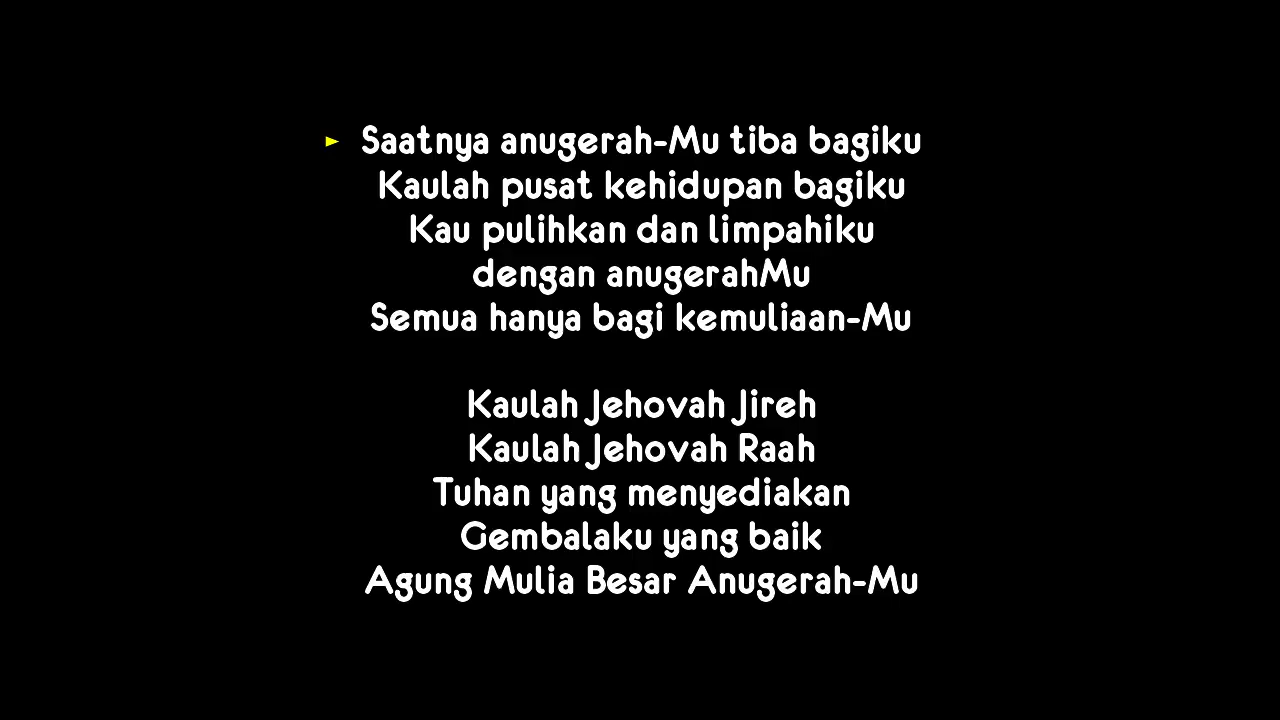 Saatnya anugerah-Mu tiba bagiku
Kaulah pusat kehidupan bagiku
Kau pulihkan dan limpahiku
dengan anugerahMu
Semua hanya bagi kemuliaan-Mu

Kaulah Jehovah Jireh
Kaulah Jehovah Raah
Tuhan yang menyediakan
Gembalaku yang baik
Agung Mulia Besar Anugerah-Mu